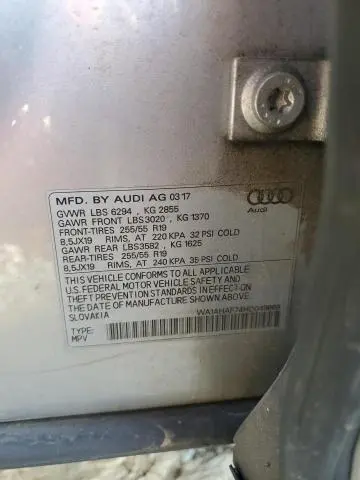 MFD. BY AUDI AG 03 17
GVWR LBS 6294 , KG 2855
GAWR FRONT LBS3020 , KG 1370
FRONT-TIRES 255/55 R19
8,5JX19 RIMS, AT 220 KPA 32 PSI COLD
GAWR REAR LBS3582 , KG 1625
REAR-TIRES 255/55 R19
8,5JX19 RIMS, AT 240 KPA 35 PSI COLD
THIS VEHICLE CONFORMS TO ALL APPLICABLE
U.S.FEDERAL MOTOR VEHICLE SAFETY AND
THEFT PREVENTION STANDARDS IN EFFECT ON
THE DATE OF MANUFACTURE SHOWN ABOVE
SLOVAKIA
TYPE:
MPV
Audi